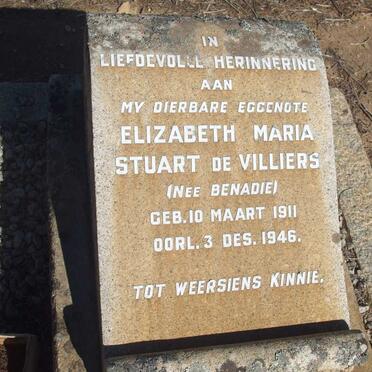 IN
LIEFDEVOLLE HERINNERING
AAN
MY DIERBARE EGGENOTE
ELIZABETH MARIA
STUART DE VILLIERS
(NEE BENADIE)
GEB. 10 MAART 1911
OORL. 3 DES. 1946.
TOT WEERSIENS KINNIE.